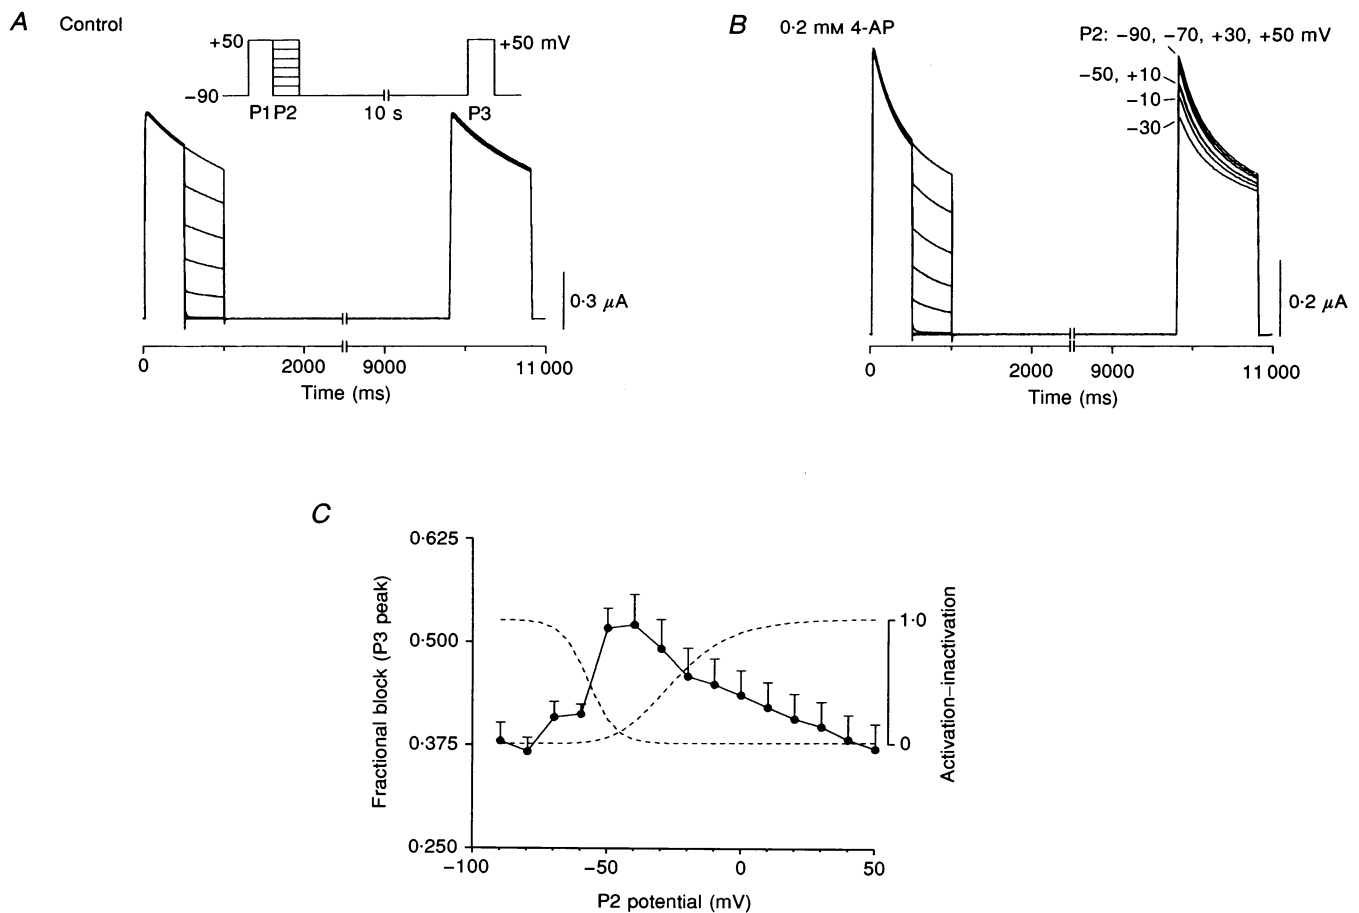 A Control
+50
+50 mV
−90
P1 P2
10 s
P3
0·3 μA
0 2000 9000 11 000
Time (ms)
B 0·2 mM 4-AP
P2: −90, −70, +30, +50 mV
−50, +10
−10
−30
0·2 μA
0 2000 9000 11 000
Time (ms)
C
Fractional block (P3 peak)
0·625
0·500
0·375
0·250
Activation–inactivation
1·0
0
−100 −50 0 50
P2 potential (mV)